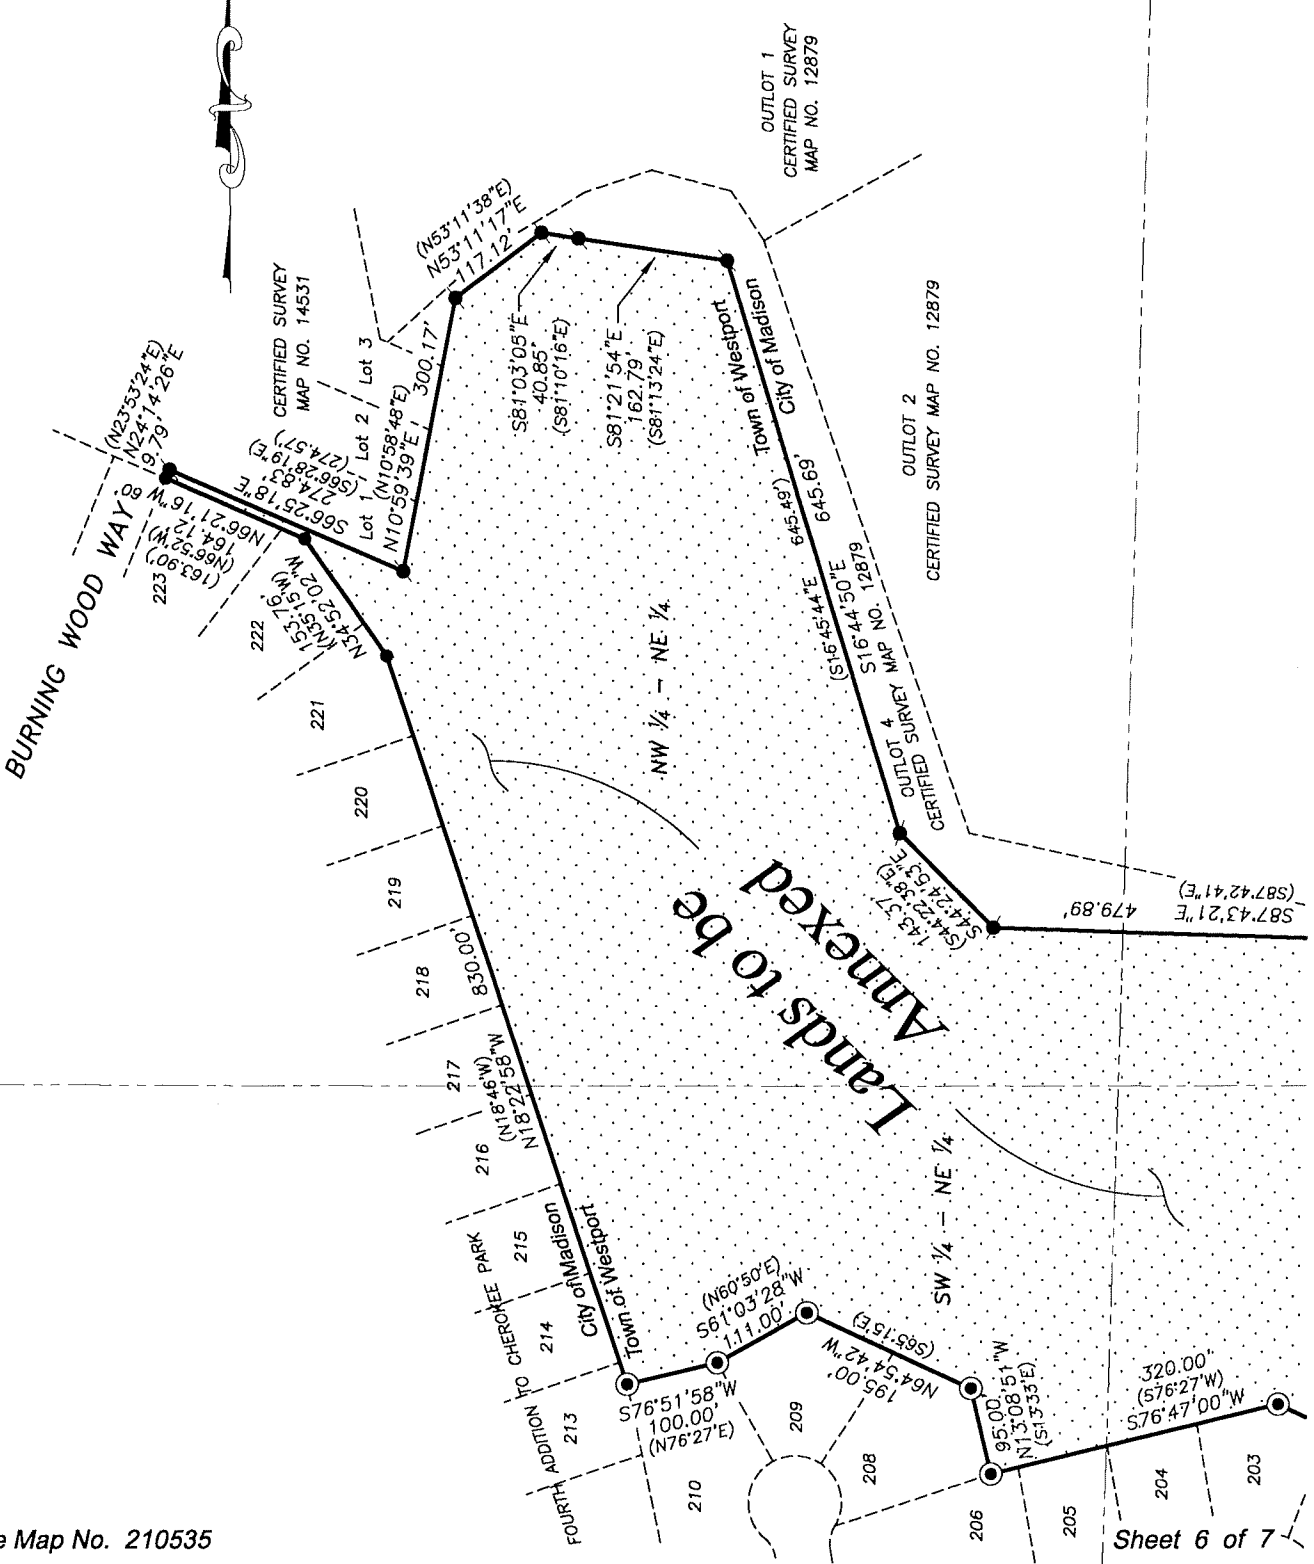 OUTLOT 1
CERTIFIED SURVEY
MAP NO. 12879
(N53°11'38"E)
N53°11'17"E
117.12'
CERTIFIED SURVEY
MAP NO. 14531
(N23°53'24"E)
N24°14'26"E
9.79'
BURNING WOOD WAY
60'
N66°21'16"W
164.12'
(N66°52'W)
(163.90')
S66°25'18"E
274.83'
(S66°28'19"E)
(274.57')
Lot 1
Lot 2
Lot 3
(N10°58'48"E)
N10°59'39"E
300.17'
S81°03'05"E
40.85'
(S81°10'16"E)
S81°21'54"E
162.79'
(S81°13'24"E)
Town of Westport
City of Madison
OUTLOT 2
CERTIFIED SURVEY MAP NO. 12879
645.49')
645.69'
(S16°45'44"E
S16°44'50"E
OUTLOT 4
CERTIFIED SURVEY MAP NO. 12879
223
222
221
220
219
218
217
216
215
214
213
153.76'
(N35°15'W)
N34°52'02"W
NW 1/4 - NE 1/4
830.00'
(N18°46'W)
N18°22'58"W
Lands to be
Annexed
143.37'
(S44°22'38"E)
S44°24'53"E
479.89'
S87°43'21"E
(S87°42'41"E)
SW 1/4 - NE 1/4
City of Madison
Town of Westport
FOURTH ADDITION TO CHEROKEE PARK
S76°51'58"W
100.00'
(N76°27'E)
(N60°50'E)
S61°03'28"W
111.00'
(S65°15'E)
N64°54'42"W
195.00'
95.00'
N13°08'51"W
(S13°33'E)
320.00"
(S76°27'W)
S76°47'00"W
210
209
208
206
205
204
203
e Map No. 210535
Sheet 6 of 7